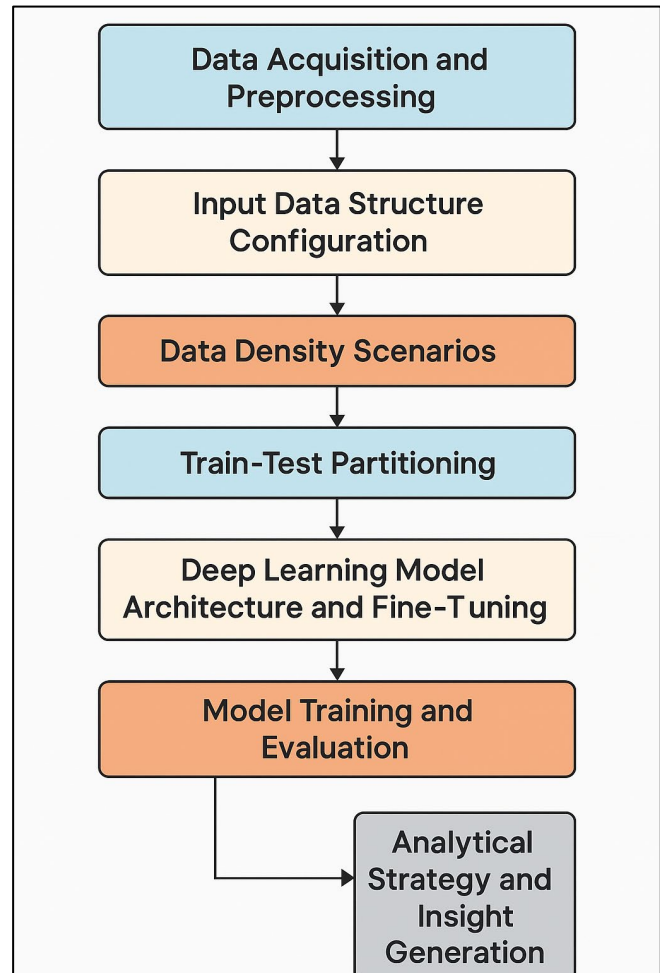 Data Acquisition and
Preprocessing
Input Data Structure
Configuration
Data Density Scenarios
Train-Test Partitioning
Deep Learning Model
Architecture and Fine-Tuning
Model Training and
Evaluation
Analytical
Strategy and
Insight
Generation